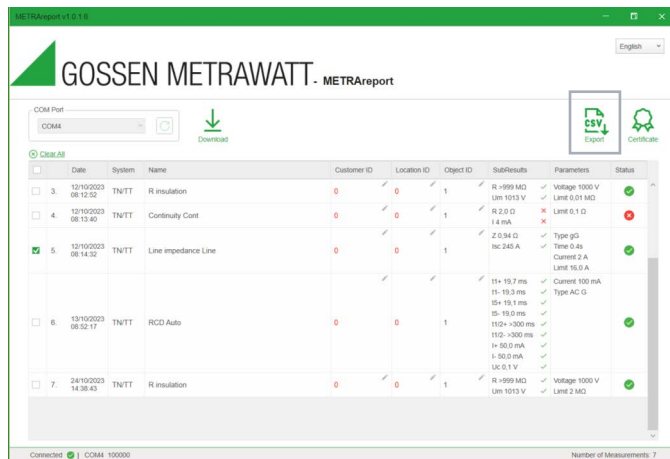 METRAreport v1.0.1.6
English
GOSSEN METRAWATT - METRAreport
COM Port
COM4
Download
CSV
Export
Certificate
Clear All
Date System Name Customer ID Location ID Object ID SubResults Parameters Status
3. 12/10/2023 08:12:52 TN/TT R insulation 0 0 1 R >999 MΩ Voltage 1000 V
Um 1013 V Limit 0,01 MΩ
4. 12/10/2023 08:13:40 TN/TT Continuity Cont 0 0 1 R 2,0 Ω Limit 0,1 Ω
I 4 mA
5. 12/10/2023 08:14:32 TN/TT Line impedance Line 0 0 1 Z 0,94 Ω Type gG
Isc 245 A Time 0.4s
Current 2 A
Limit 16,0 A
6. 13/10/2023 08:52:17 TN/TT RCD Auto 0 0 1 t1+ 19,7 ms Current 100 mA
t1- 19,3 ms Type AC G
t5+ 19,1 ms
t5- 19,0 ms
t1/2+ >300 ms
t1/2- >300 ms
I+ 50,0 mA
I- 50,0 mA
Uc 0,1 V
7. 24/10/2023 14:38:43 TN/TT R insulation 0 0 1 R >999 MΩ Voltage 1000 V
Um 1013 V Limit 2 MΩ
Connected | COM4 100000
Number of Measurements: 7